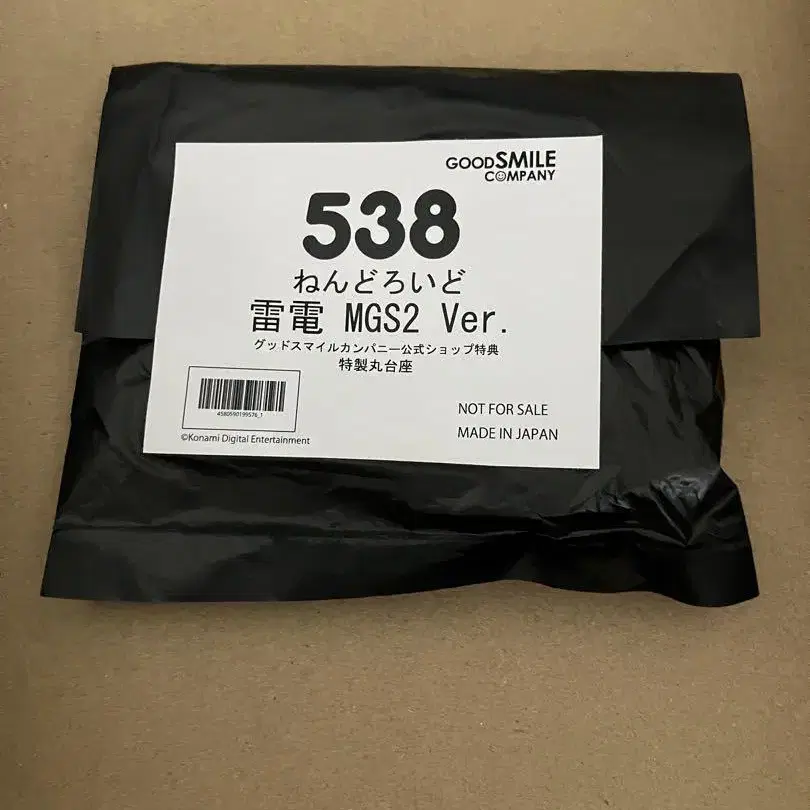 GOODSMILE
COMPANY
538
ねんどろいど
雷電 MGS2 Ver.
グッドスマイルカンパニー公式ショップ特典
特製丸台座
4580590199576_1
©Konami Digital Entertainment
NOT FOR SALE
MADE IN JAPAN